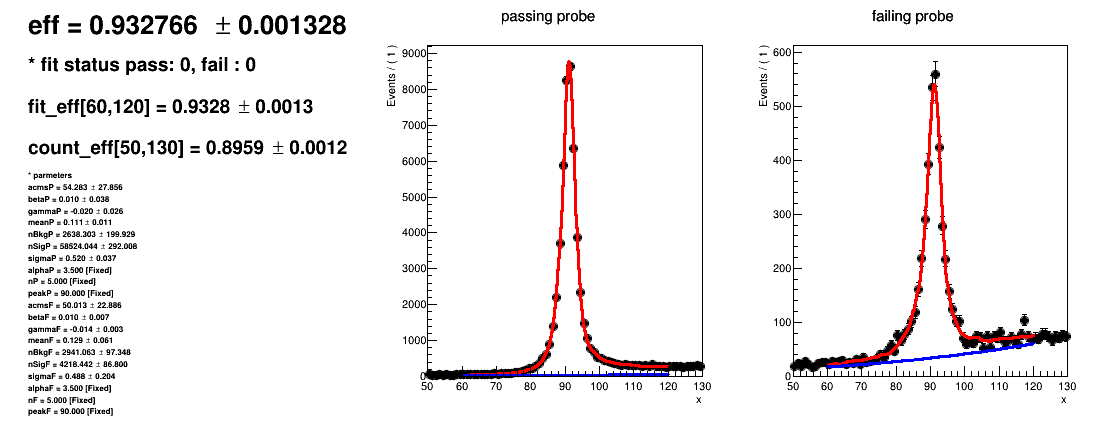 eff = 0.932766 ± 0.001328
* fit status pass: 0, fail : 0
fit_eff[60,120] = 0.9328 ± 0.0013
count_eff[50,130] = 0.8959 ± 0.0012
* parmeters
acmsP = 54.283 ± 27.856
betaP = 0.010 ± 0.038
gammaP = -0.020 ± 0.026
meanP = 0.111 ± 0.011
nBkgP = 2638.303 ± 199.929
nSigP = 58524.044 ± 292.008
sigmaP = 0.520 ± 0.037
alphaP = 3.500 [Fixed]
nP = 5.000 [Fixed]
peakP = 90.000 [Fixed]
acmsF = 50.013 ± 22.886
betaF = 0.010 ± 0.007
gammaF = -0.014 ± 0.003
meanF = 0.129 ± 0.061
nBkgF = 2941.063 ± 97.348
nSigF = 4218.442 ± 86.800
sigmaF = 0.488 ± 0.204
alphaF = 3.500 [Fixed]
nF = 5.000 [Fixed]
peakF = 90.000 [Fixed]
passing probe
Events / ( 1 )
9000
8000
7000
6000
5000
4000
3000
2000
1000
0
50 60 70 80 90 100 110 120 130
x
failing probe
Events / ( 1 )
600
500
400
300
200
100
0
50 60 70 80 90 100 110 120 130
x